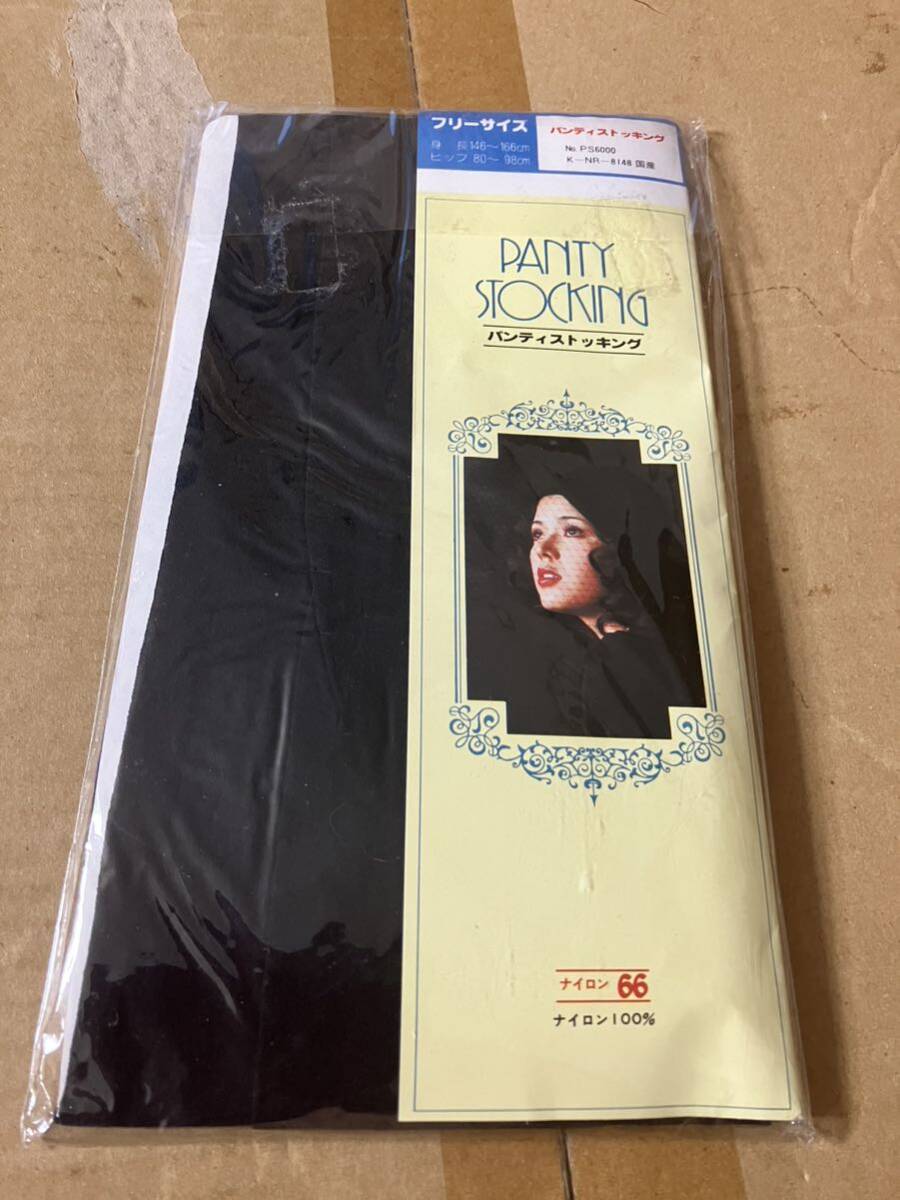 フリーサイズ
身 長146〜166cm
ヒップ 80〜 98cm
パンティストッキング
No. PS6000
K-NR-8148 国産
PANTY
STOCKING
パンティストッキング
ナイロン 66
ナイロン100%